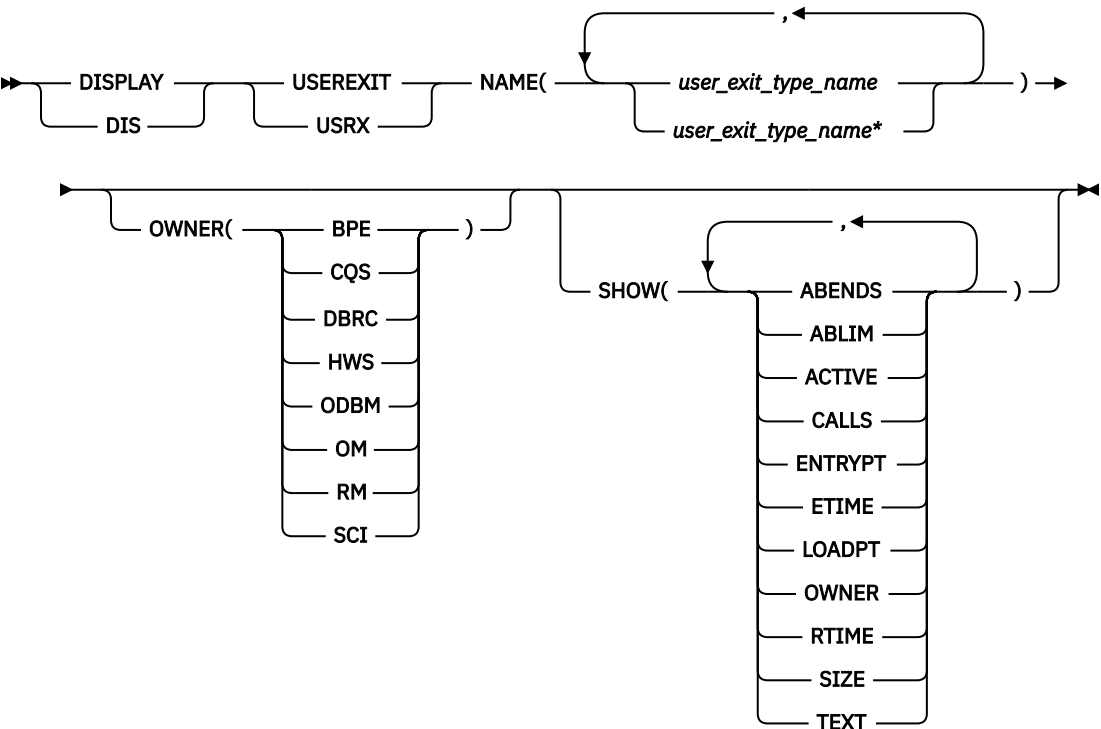 ,
DISPLAY USEREXIT NAME( user_exit_type_name )
DIS USRX user_exit_type_name*
OWNER( BPE ) ,
CQS SHOW( ABENDS )
DBRC ABLIM
HWS ACTIVE
ODBM CALLS
OM ENTRYPT
RM ETIME
SCI LOADPT
OWNER
RTIME
SIZE
TEXT